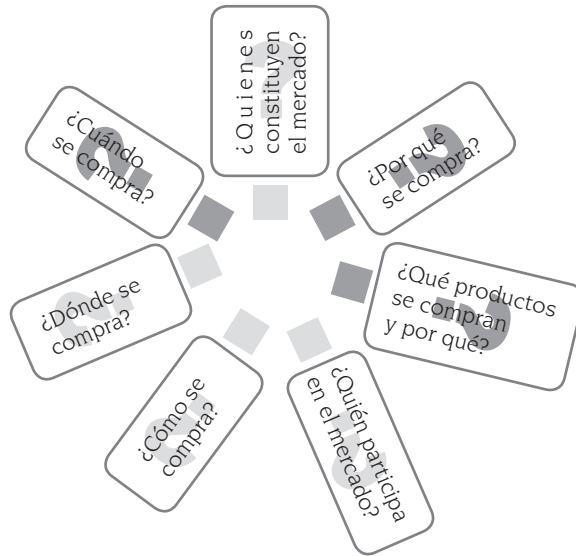 ¿Quienes
constituyen
el mercado?
¿Por qué
se compra?
¿Qué productos
se compran
y por qué?
¿Quién participa
en el mercado?
¿Cómo se
compra?
¿Dónde se
compra?
¿Cuándo
se compra?